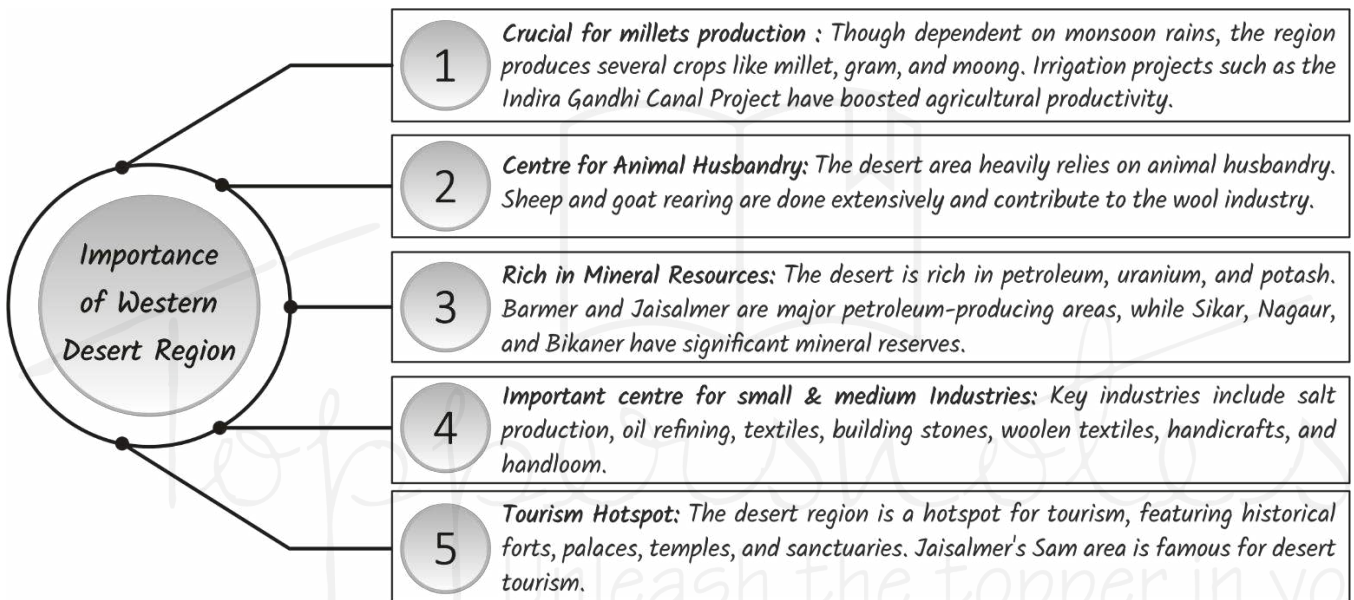 Importance
of Western
Desert Region
1
Crucial for millets production : Though dependent on monsoon rains, the region
produces several crops like millet, gram, and moong. Irrigation projects such as the
Indira Gandhi Canal Project have boosted agricultural productivity.
2
Centre for Animal Husbandry: The desert area heavily relies on animal husbandry.
Sheep and goat rearing are done extensively and contribute to the wool industry.
3
Rich in Mineral Resources: The desert is rich in petroleum, uranium, and potash.
Barmer and Jaisalmer are major petroleum-producing areas, while Sikar, Nagaur,
and Bikaner have significant mineral reserves.
4
Important centre for small & medium Industries: Key industries include salt
production, oil refining, textiles, building stones, woolen textiles, handicrafts, and
handloom.
5
Tourism Hotspot: The desert region is a hotspot for tourism, featuring historical
forts, palaces, temples, and sanctuaries. Jaisalmer's Sam area is famous for desert
tourism.
Toppersnotes
Unleash the topper in yo